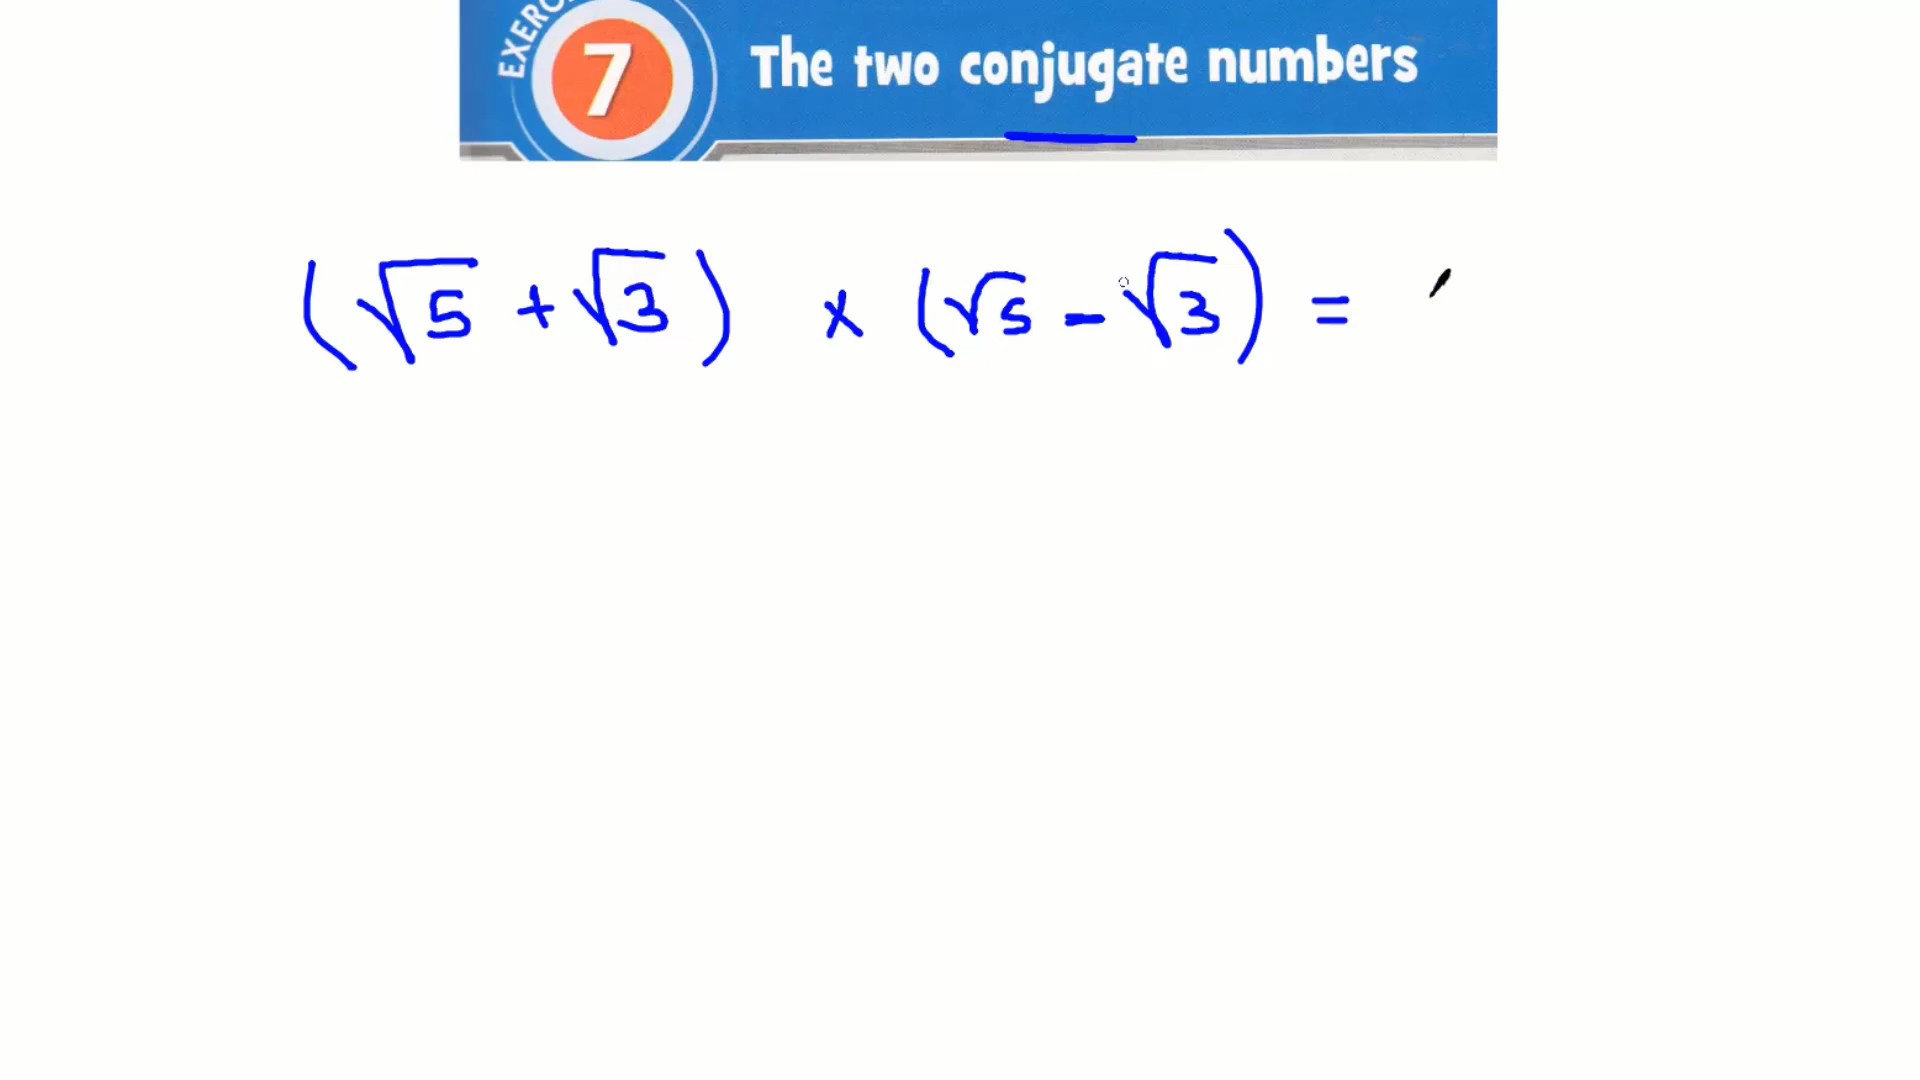 EXERC
7
The two conjugate numbers
(√5 + √3) × (√5 - √3) =